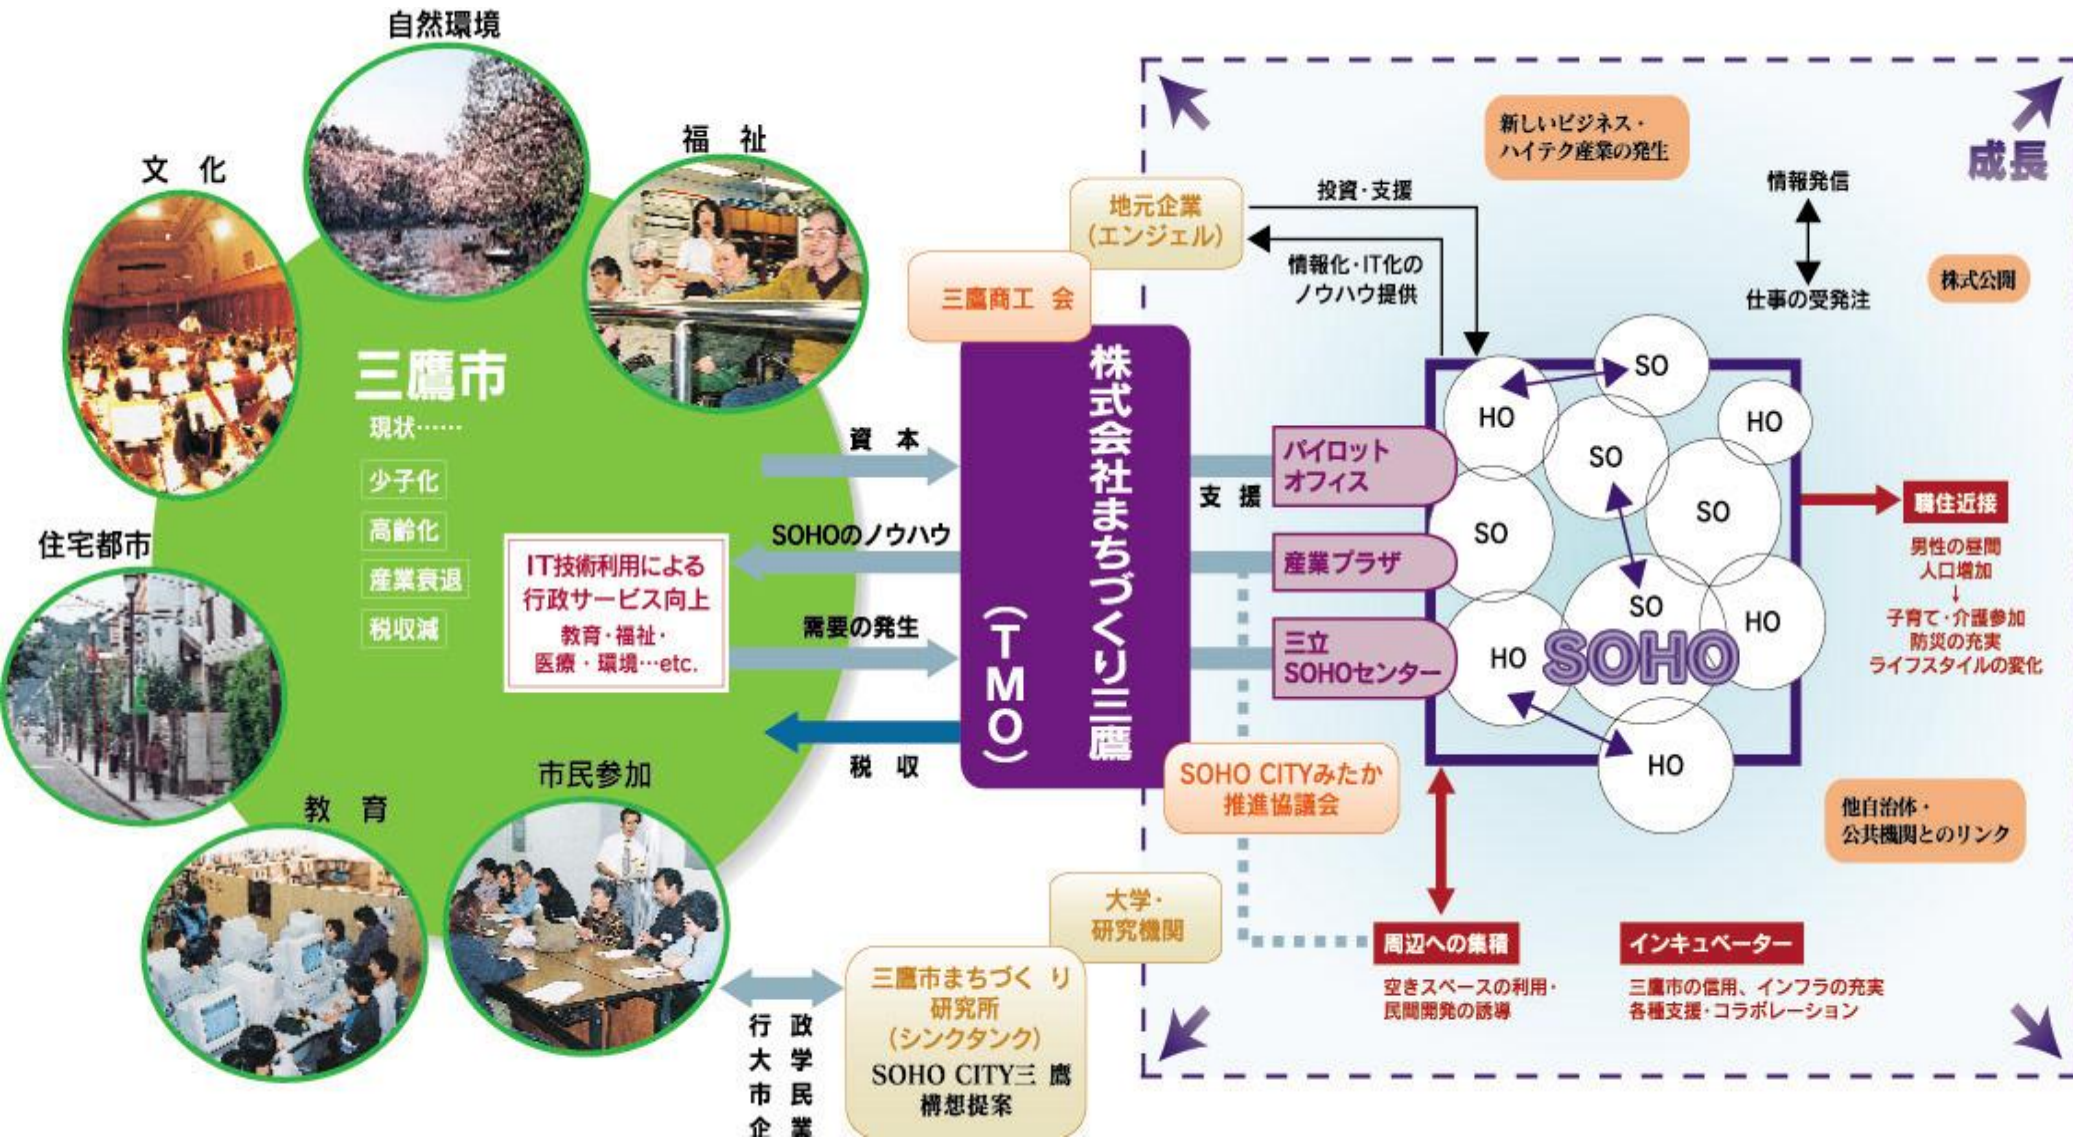 自然環境
福 祉
文 化
住宅都市
教 育
市民参加
三鷹市
現状……
少子化
高齢化
産業衰退
税収減
IT技術利用による
行政サービス向上
教育・福祉・
医療・環境…etc.
資 本
SOHOのノウハウ
需要の発生
税 収
行政
大学
市民
企業
三鷹市まちづく り
研究所
(シンクタンク)
SOHO CITY三 鷹
構想提案
大学・
研究機関
三鷹商工 会
地元企業
(エンジェル)
株式会社まちづくり三鷹
(TMO)
SOHO CITYみたか
推進協議会
支 援
パイロット
オフィス
産業プラザ
三立
SOHOセンター
投資・支援
情報化・IT化の
ノウハウ提供
新しいビジネス・
ハイテク産業の発生
成長
情報発信
仕事の受発注
株式公開
SO
HO
HO
SO
SO
SO
SO
HO
HO
SOHO
HO
職住近接
男性の昼間
人口増加
↓
子育て・介護参加
防災の充実
ライフスタイルの変化
他自治体・
公共機関とのリンク
周辺への集積
空きスペースの利用・
民間開発の誘導
インキュベーター
三鷹市の信用、インフラの充実
各種支援・コラボレーション